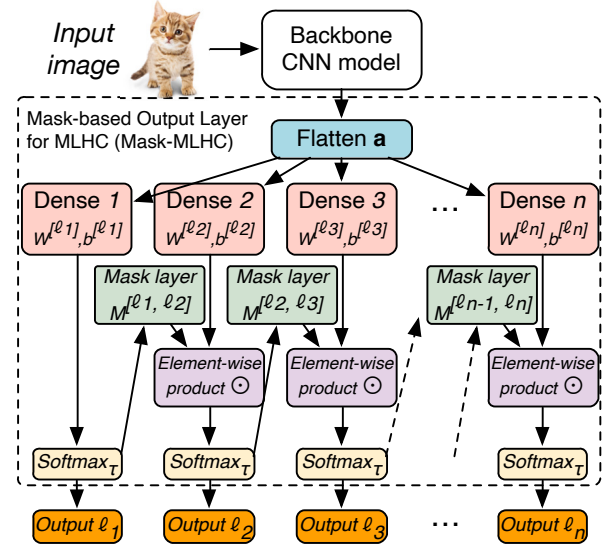 Input
image
Backbone
CNN model
Mask-based Output Layer
for MLHC (Mask-MLHC)
Flatten a
Dense 1
W[ℓ1],b[ℓ1]
Dense 2
W[ℓ2],b[ℓ2]
Dense 3
W[ℓ3],b[ℓ3]
...
Dense n
W[ℓn],b[ℓn]
Mask layer
M[ℓ1, ℓ2]
Mask layer
M[ℓ2, ℓ3]
Mask layer
M[ℓn-1, ℓn]
Element-wise
product ⊙
Element-wise
product ⊙
Element-wise
product ⊙
Softmaxτ
Softmaxτ
Softmaxτ
Softmaxτ
Output ℓ1
Output ℓ2
Output ℓ3
...
Output ℓn